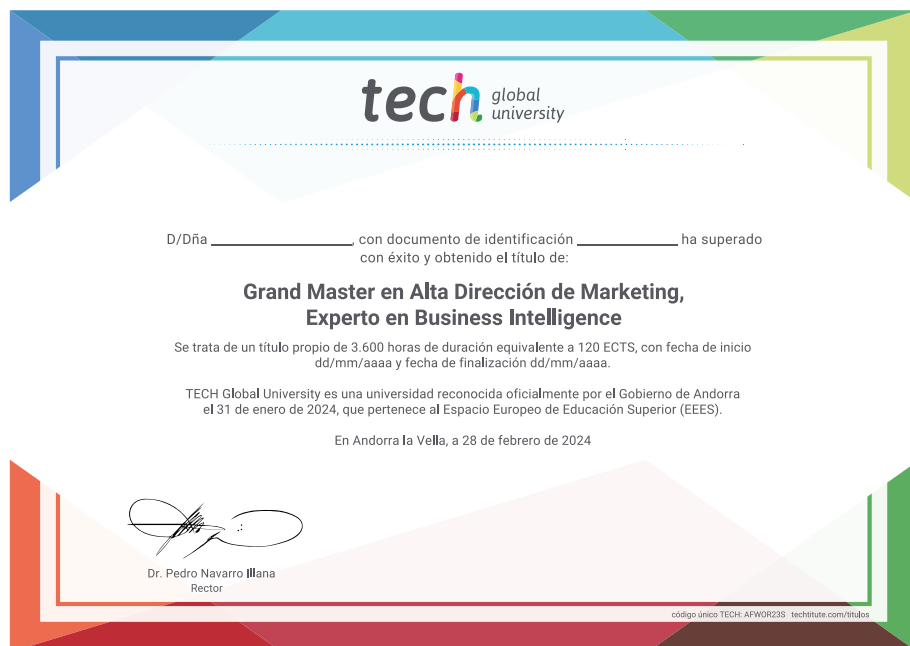 tech global university
D/Dña ______________, con documento de identificación __________ ha superado
con éxito y obtenido el título de:
Grand Master en Alta Dirección de Marketing,
Experto en Business Intelligence
Se trata de un título propio de 3.600 horas de duración equivalente a 120 ECTS, con fecha de inicio
dd/mm/aaaa y fecha de finalización dd/mm/aaaa.
TECH Global University es una universidad reconocida oficialmente por el Gobierno de Andorra
el 31 de enero de 2024, que pertenece al Espacio Europeo de Educación Superior (EEES).
En Andorra la Vella, a 28 de febrero de 2024
Dr. Pedro Navarro Illana
Rector
código único TECH: AFWOR23S techtitute.com/titulos